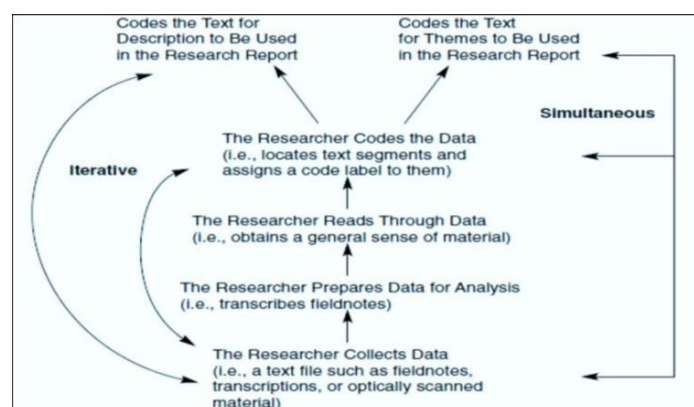 Codes the Text for
Description to Be Used
in the Research Report
Codes the Text
for Themes to Be Used
in the Research Report
Simultaneous
Iterative
The Researcher Codes the Data
(i.e., locates text segments and
assigns a code label to them)
The Researcher Reads Through Data
(i.e., obtains a general sense of material)
The Researcher Prepares Data for Analysis
(i.e., transcribes fieldnotes)
The Researcher Collects Data
(i.e., a text file such as fieldnotes,
transcriptions, or optically scanned
material)